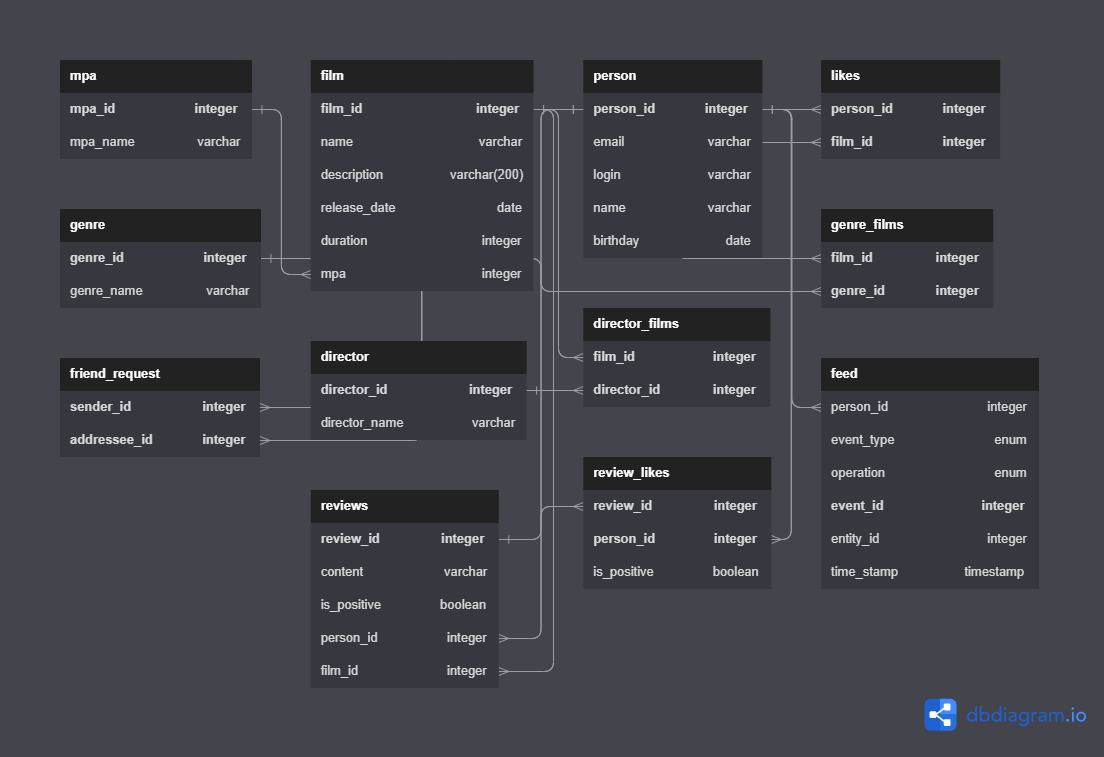 mpa
mpa_id integer
mpa_name varchar
film
film_id integer
name varchar
description varchar(200)
release_date date
duration integer
mpa integer
person
person_id integer
email varchar
login varchar
name varchar
birthday date
likes
person_id integer
film_id integer
genre
genre_id integer
genre_name varchar
genre_films
film_id integer
genre_id integer
director_films
film_id integer
director_id integer
director
director_id integer
director_name varchar
friend_request
sender_id integer
addressee_id integer
feed
person_id integer
event_type enum
operation enum
event_id integer
entity_id integer
time_stamp timestamp
review_likes
review_id integer
person_id integer
is_positive boolean
reviews
review_id integer
content varchar
is_positive boolean
person_id integer
film_id integer
dbdiagram.io